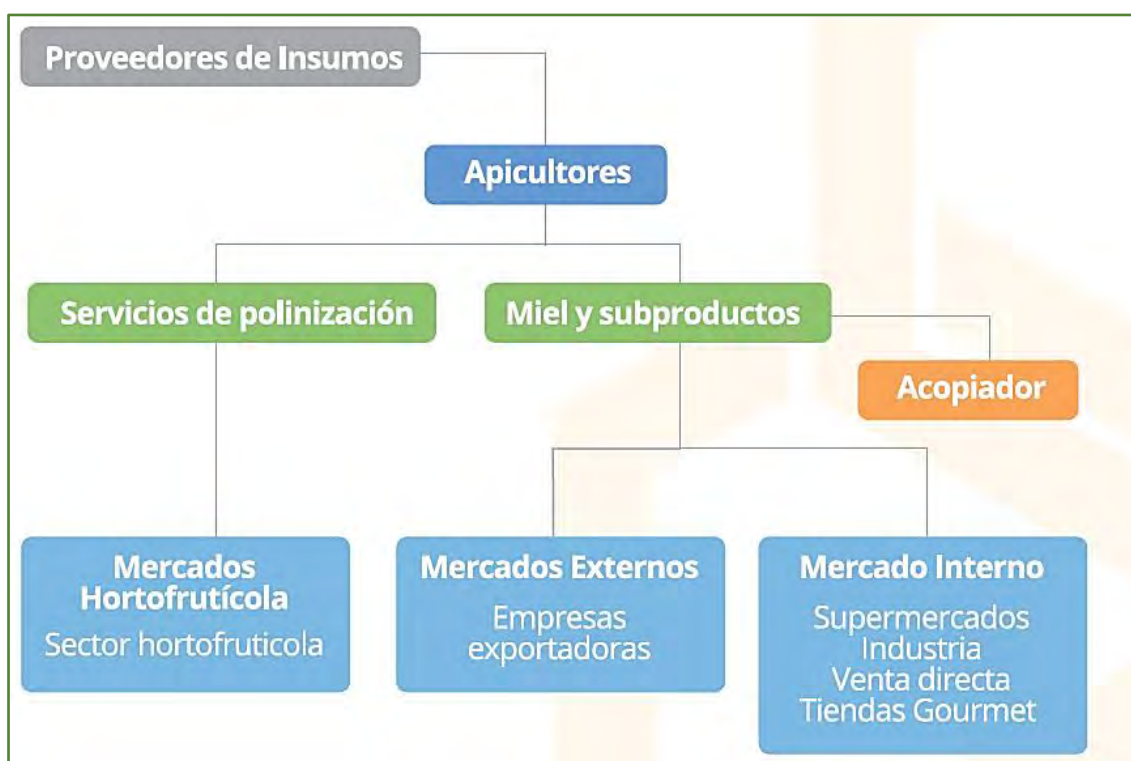 Proveedores de Insumos
Apicultores
Servicios de polinización
Miel y subproductos
Acopiador
Mercados
Hortofrutícola
Sector hortofruticola
Mercados Externos
Empresas
exportadoras
Mercado Interno
Supermercados
Industria
Venta directa
Tiendas Gourmet